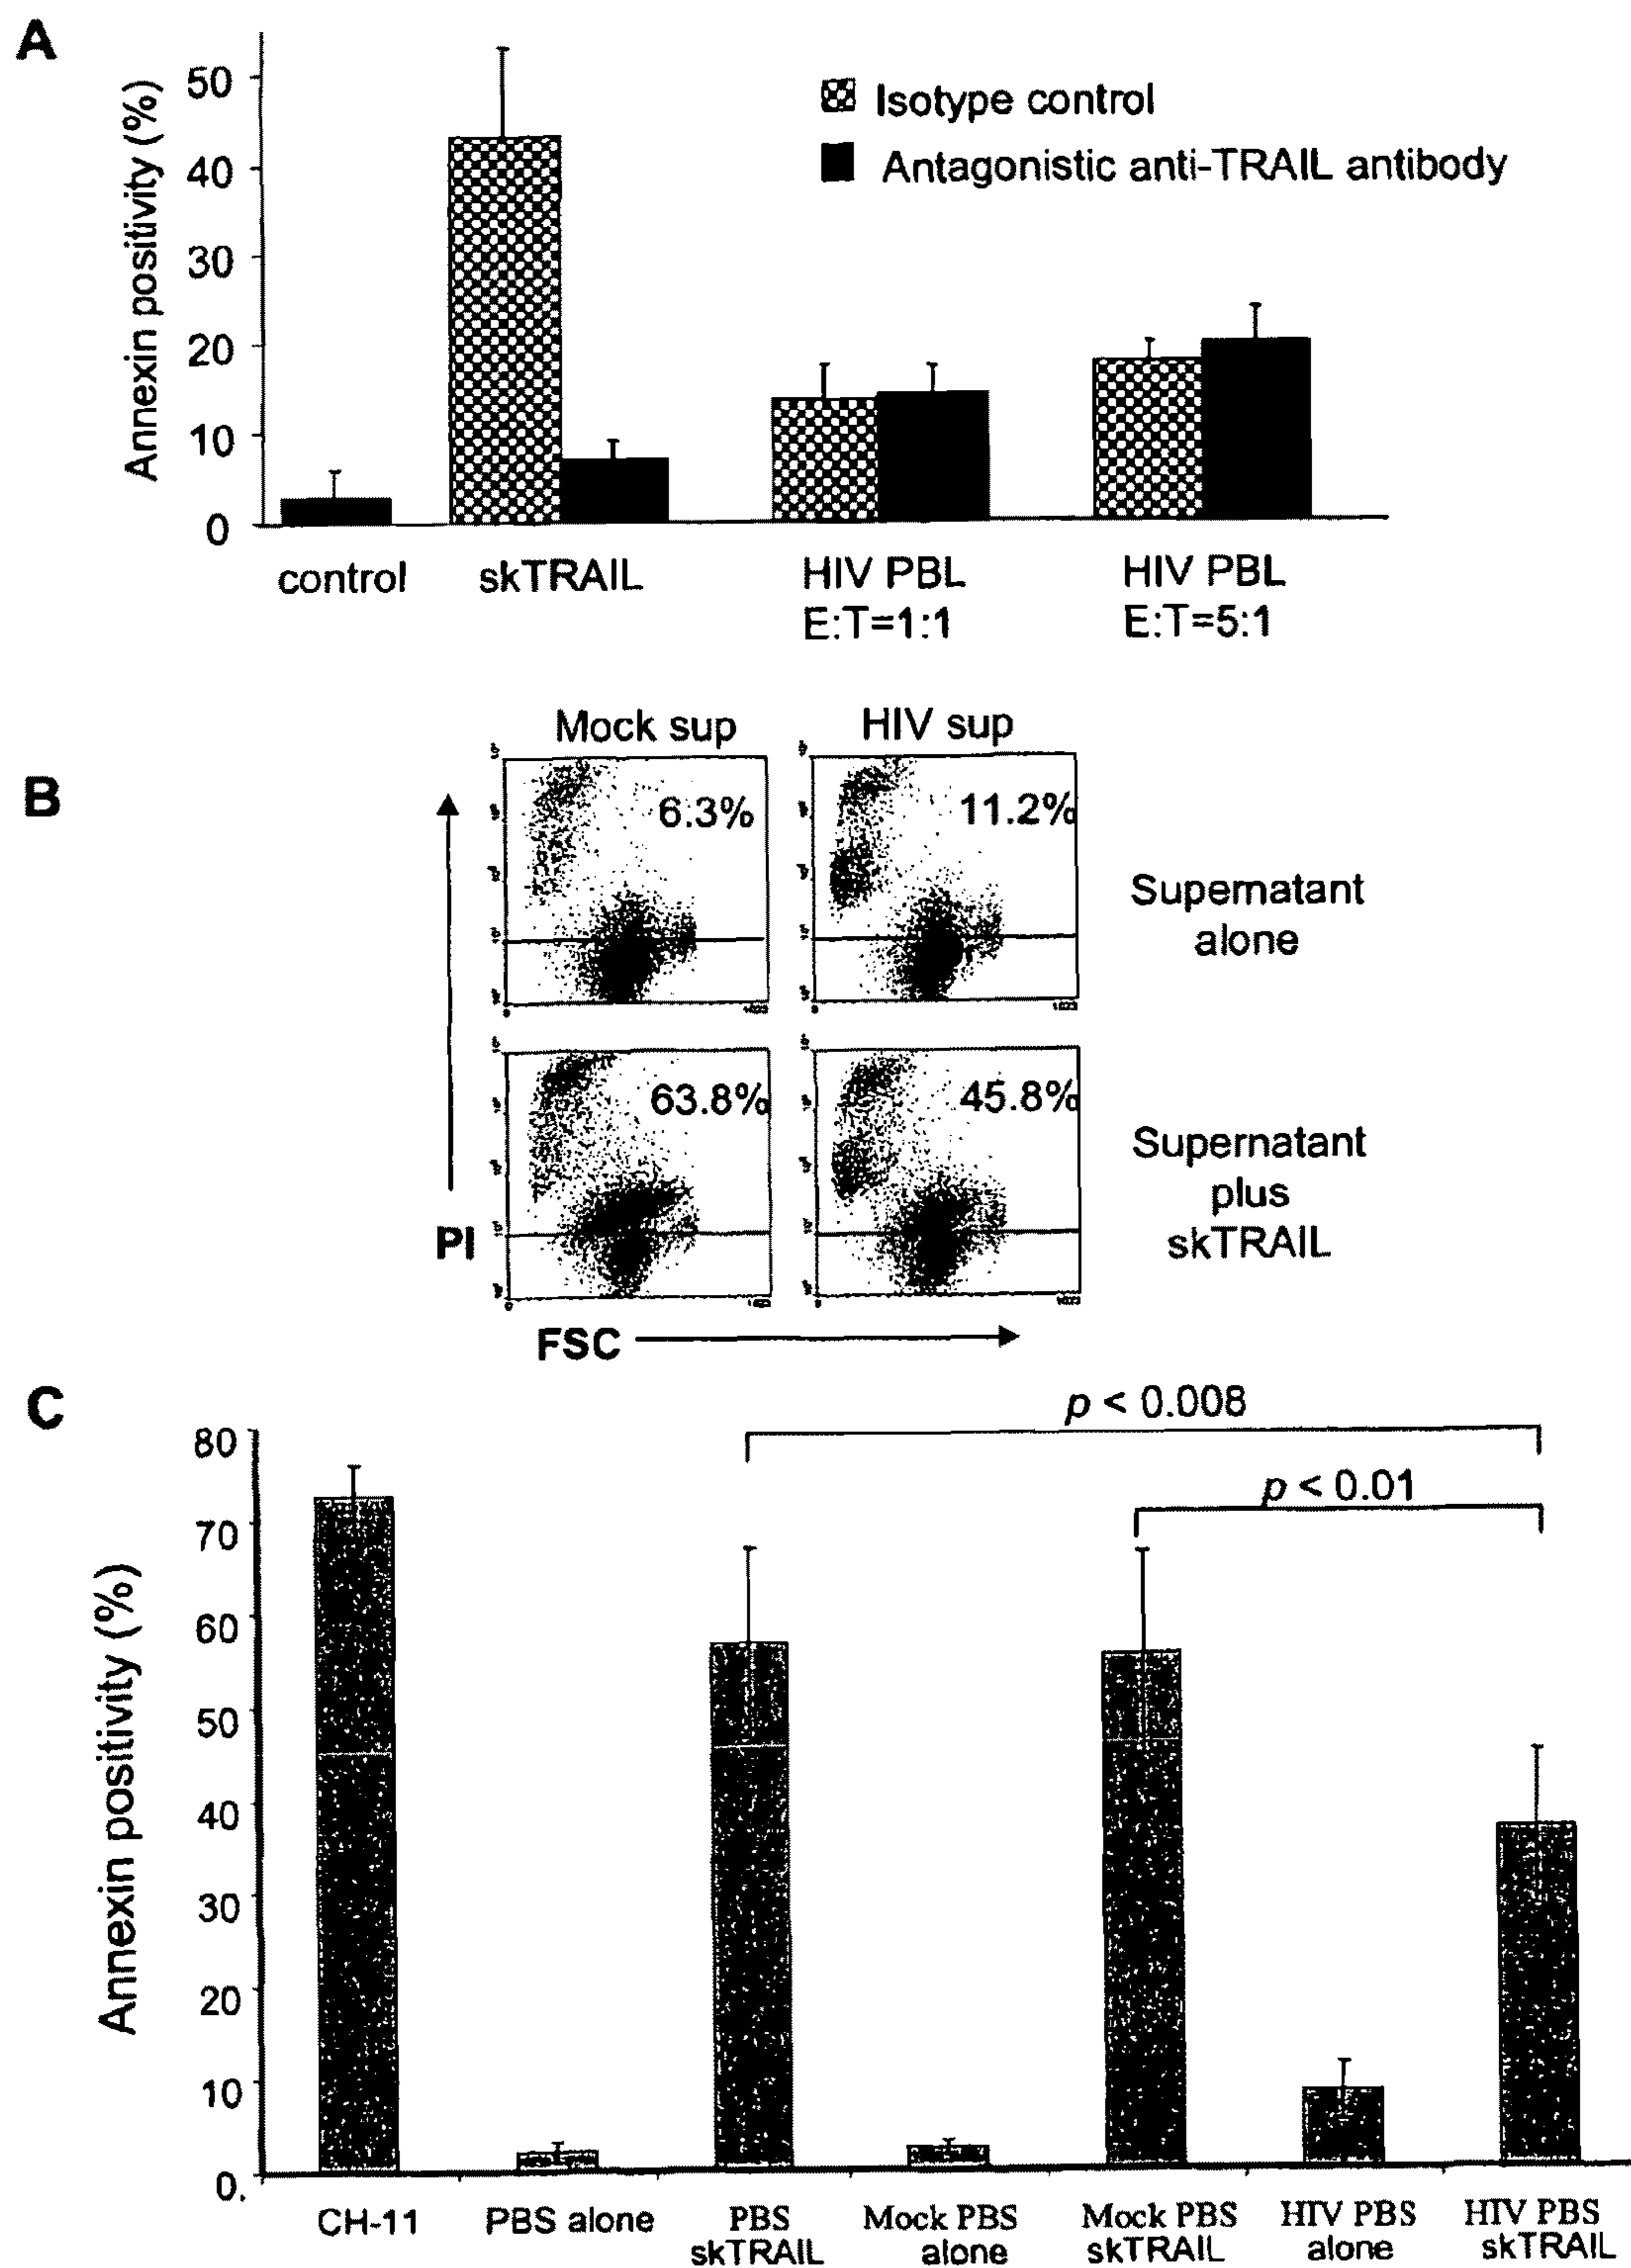 A
Annexin positivity (%)
50
40
30
20
10
0
Isotype control
Antagonistic anti-TRAIL antibody
control
skTRAIL
HIV PBL
E:T=1:1
HIV PBL
E:T=5:1
B
Mock sup
HIV sup
6.3%
11.2%
Supernatant
alone
63.8%
45.8%
Supernatant
plus
skTRAIL
PI
FSC
C
p < 0.008
p < 0.01
Annexin positivity (%)
80
70
60
50
40
30
20
10
0.
CH-11
PBS alone
PBS
skTRAIL
Mock PBS
alone
Mock PBS
skTRAIL
HIV PBS
alone
HIV PBS
skTRAIL